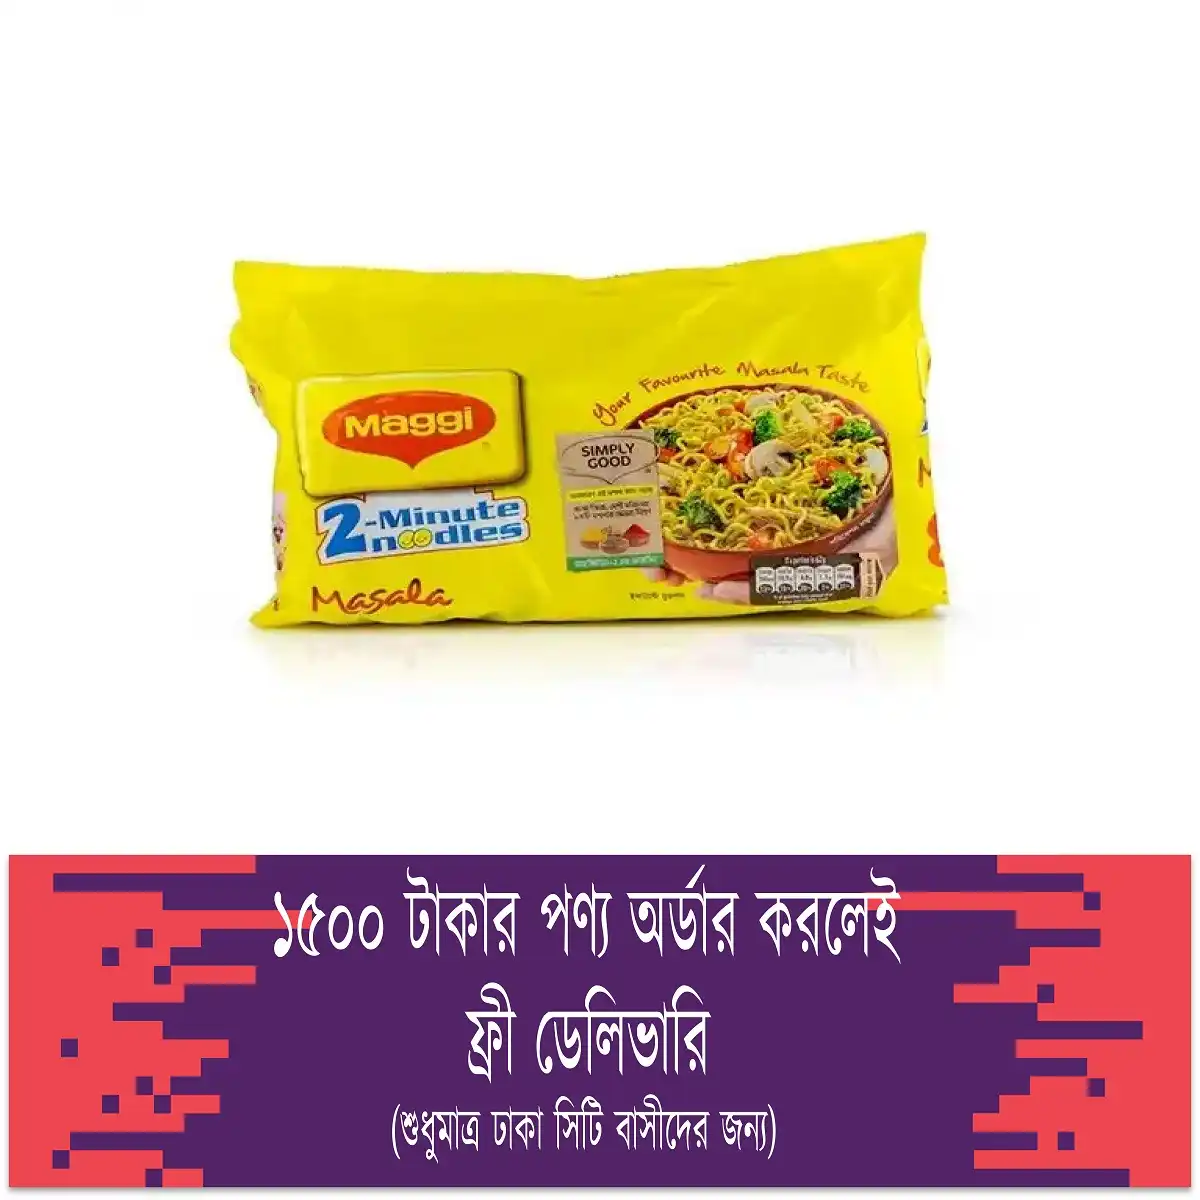 Your Favourite Masala Taste
Maggi
SIMPLY
GOOD
2-Minute
noodles
Masala
১৫০০ টাকার পণ্য অর্ডার করলেই
ফ্রী ডেলিভারি
(শুধুমাত্র ঢাকা সিটি বাসীদের জন্য)